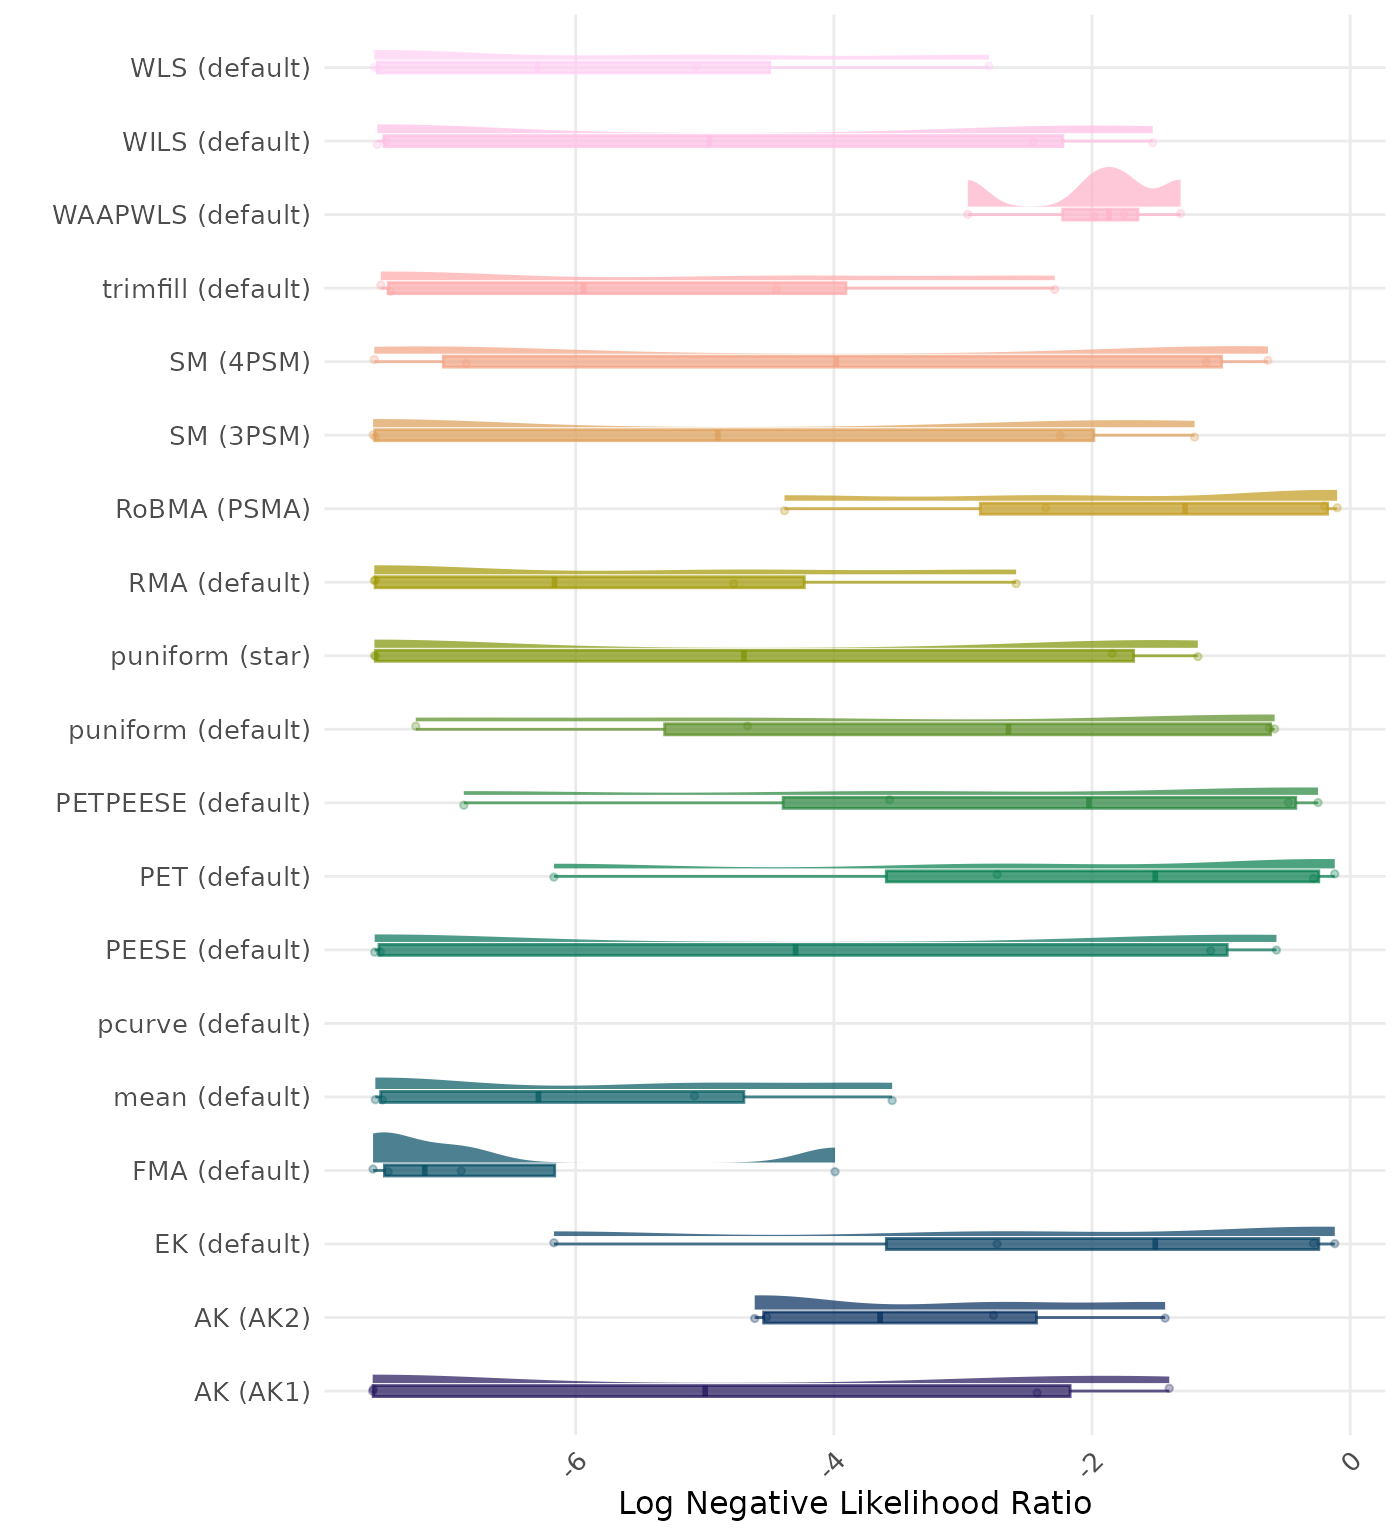 WLS (default)
WILS (default)
WAAPWLS (default)
trimfill (default)
SM (4PSM)
SM (3PSM)
RoBMA (PSMA)
RMA (default)
puniform (star)
puniform (default)
PETPEESE (default)
PET (default)
PEESE (default)
pcurve (default)
mean (default)
FMA (default)
EK (default)
AK (AK2)
AK (AK1)
-6 -4 -2 0
Log Negative Likelihood Ratio